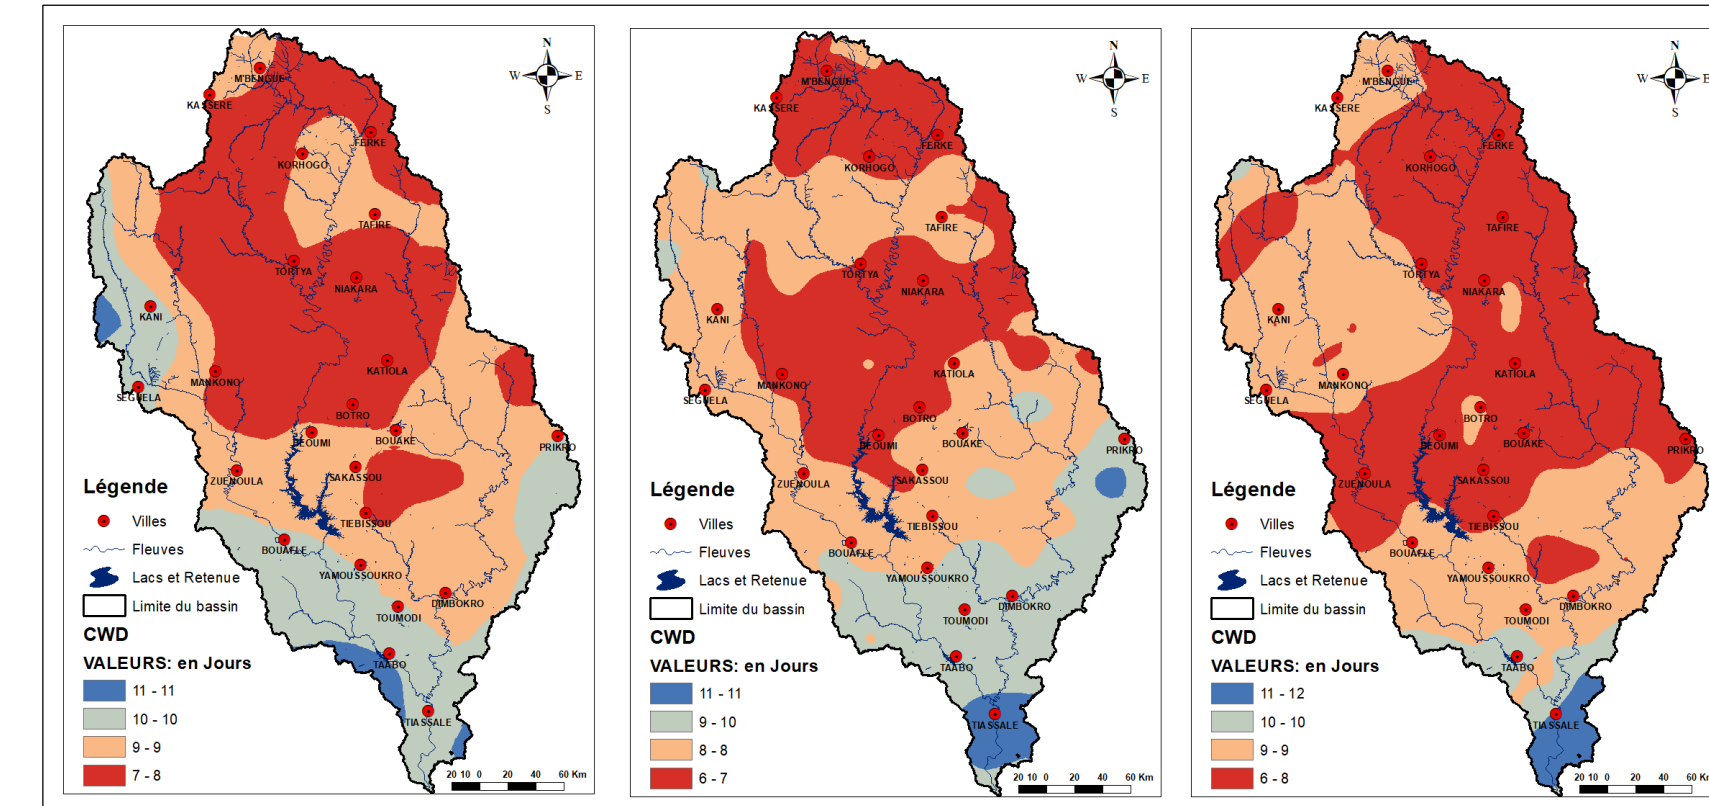 N
W E
S
M'BENGUE
KASSERE
FERKE
KORHOGO
TAFIRE
TORTYA
NIAKARA
KANI
KATIOLA
MANKONO
SEGUELA
BOTRO
BEOUMI
BOUAKE
PRIKRO
SAKASSOU
ZUENOULA
TIEBISSOU
BOUAFLE
YAMOUSSOUKRO
DIMBOKRO
TOUMODI
TAABO
TIASSALE
Légende
Villes
Fleuves
Lacs et Retenue
Limite du bassin
CWD
VALEURS: en Jours
11 - 11
10 - 10
9 - 9
7 - 8
20 10 0 20 40 60 Km
N
W E
S
M'BENGUE
KASSERE
FERKE
KORHOGO
TAFIRE
TORTYA
NIAKARA
KANI
KATIOLA
MANKONO
SEGUELA
BOTRO
BEOUMI
BOUAKE
PRIKRO
SAKASSOU
ZUENOULA
TIEBISSOU
BOUAFLE
YAMOUSSOUKRO
DIMBOKRO
TOUMODI
TAABO
TIASSALE
Légende
Villes
Fleuves
Lacs et Retenue
Limite du bassin
CWD
VALEURS: en Jours
11 - 11
9 - 10
8 - 8
6 - 7
20 10 0 20 40 60 Km
N
W E
S
M'BENGUE
KASSERE
FERKE
KORHOGO
TAFIRE
TORTYA
NIAKARA
KANI
KATIOLA
MANKONO
SEGUELA
BOTRO
BEOUMI
BOUAKE
PRIKRO
SAKASSOU
ZUENOULA
TIEBISSOU
BOUAFLE
YAMOUSSOUKRO
DIMBOKRO
TOUMODI
TAABO
TIASSALE
Légende
Villes
Fleuves
Lacs et Retenue
Limite du bassin
CWD
VALEURS: en Jours
11 - 12
10 - 10
9 - 9
6 - 8
20 10 0 20 40 60